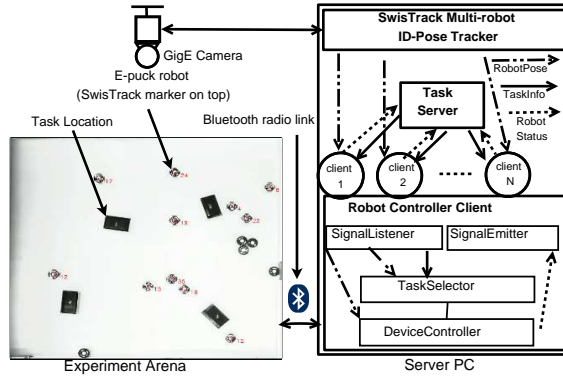 SwisTrack Multi-robot
ID-Pose Tracker
GigE Camera
E-puck robot
(SwisTrack marker on top)
Task Location
Bluetooth radio link
RobotPose
TaskInfo
Robot
Status
Task
Server
client
1
client
2
client
N
Robot Controller Client
SignalListener
SignalEmitter
TaskSelector
DeviceController
Experiment Arena
Server PC